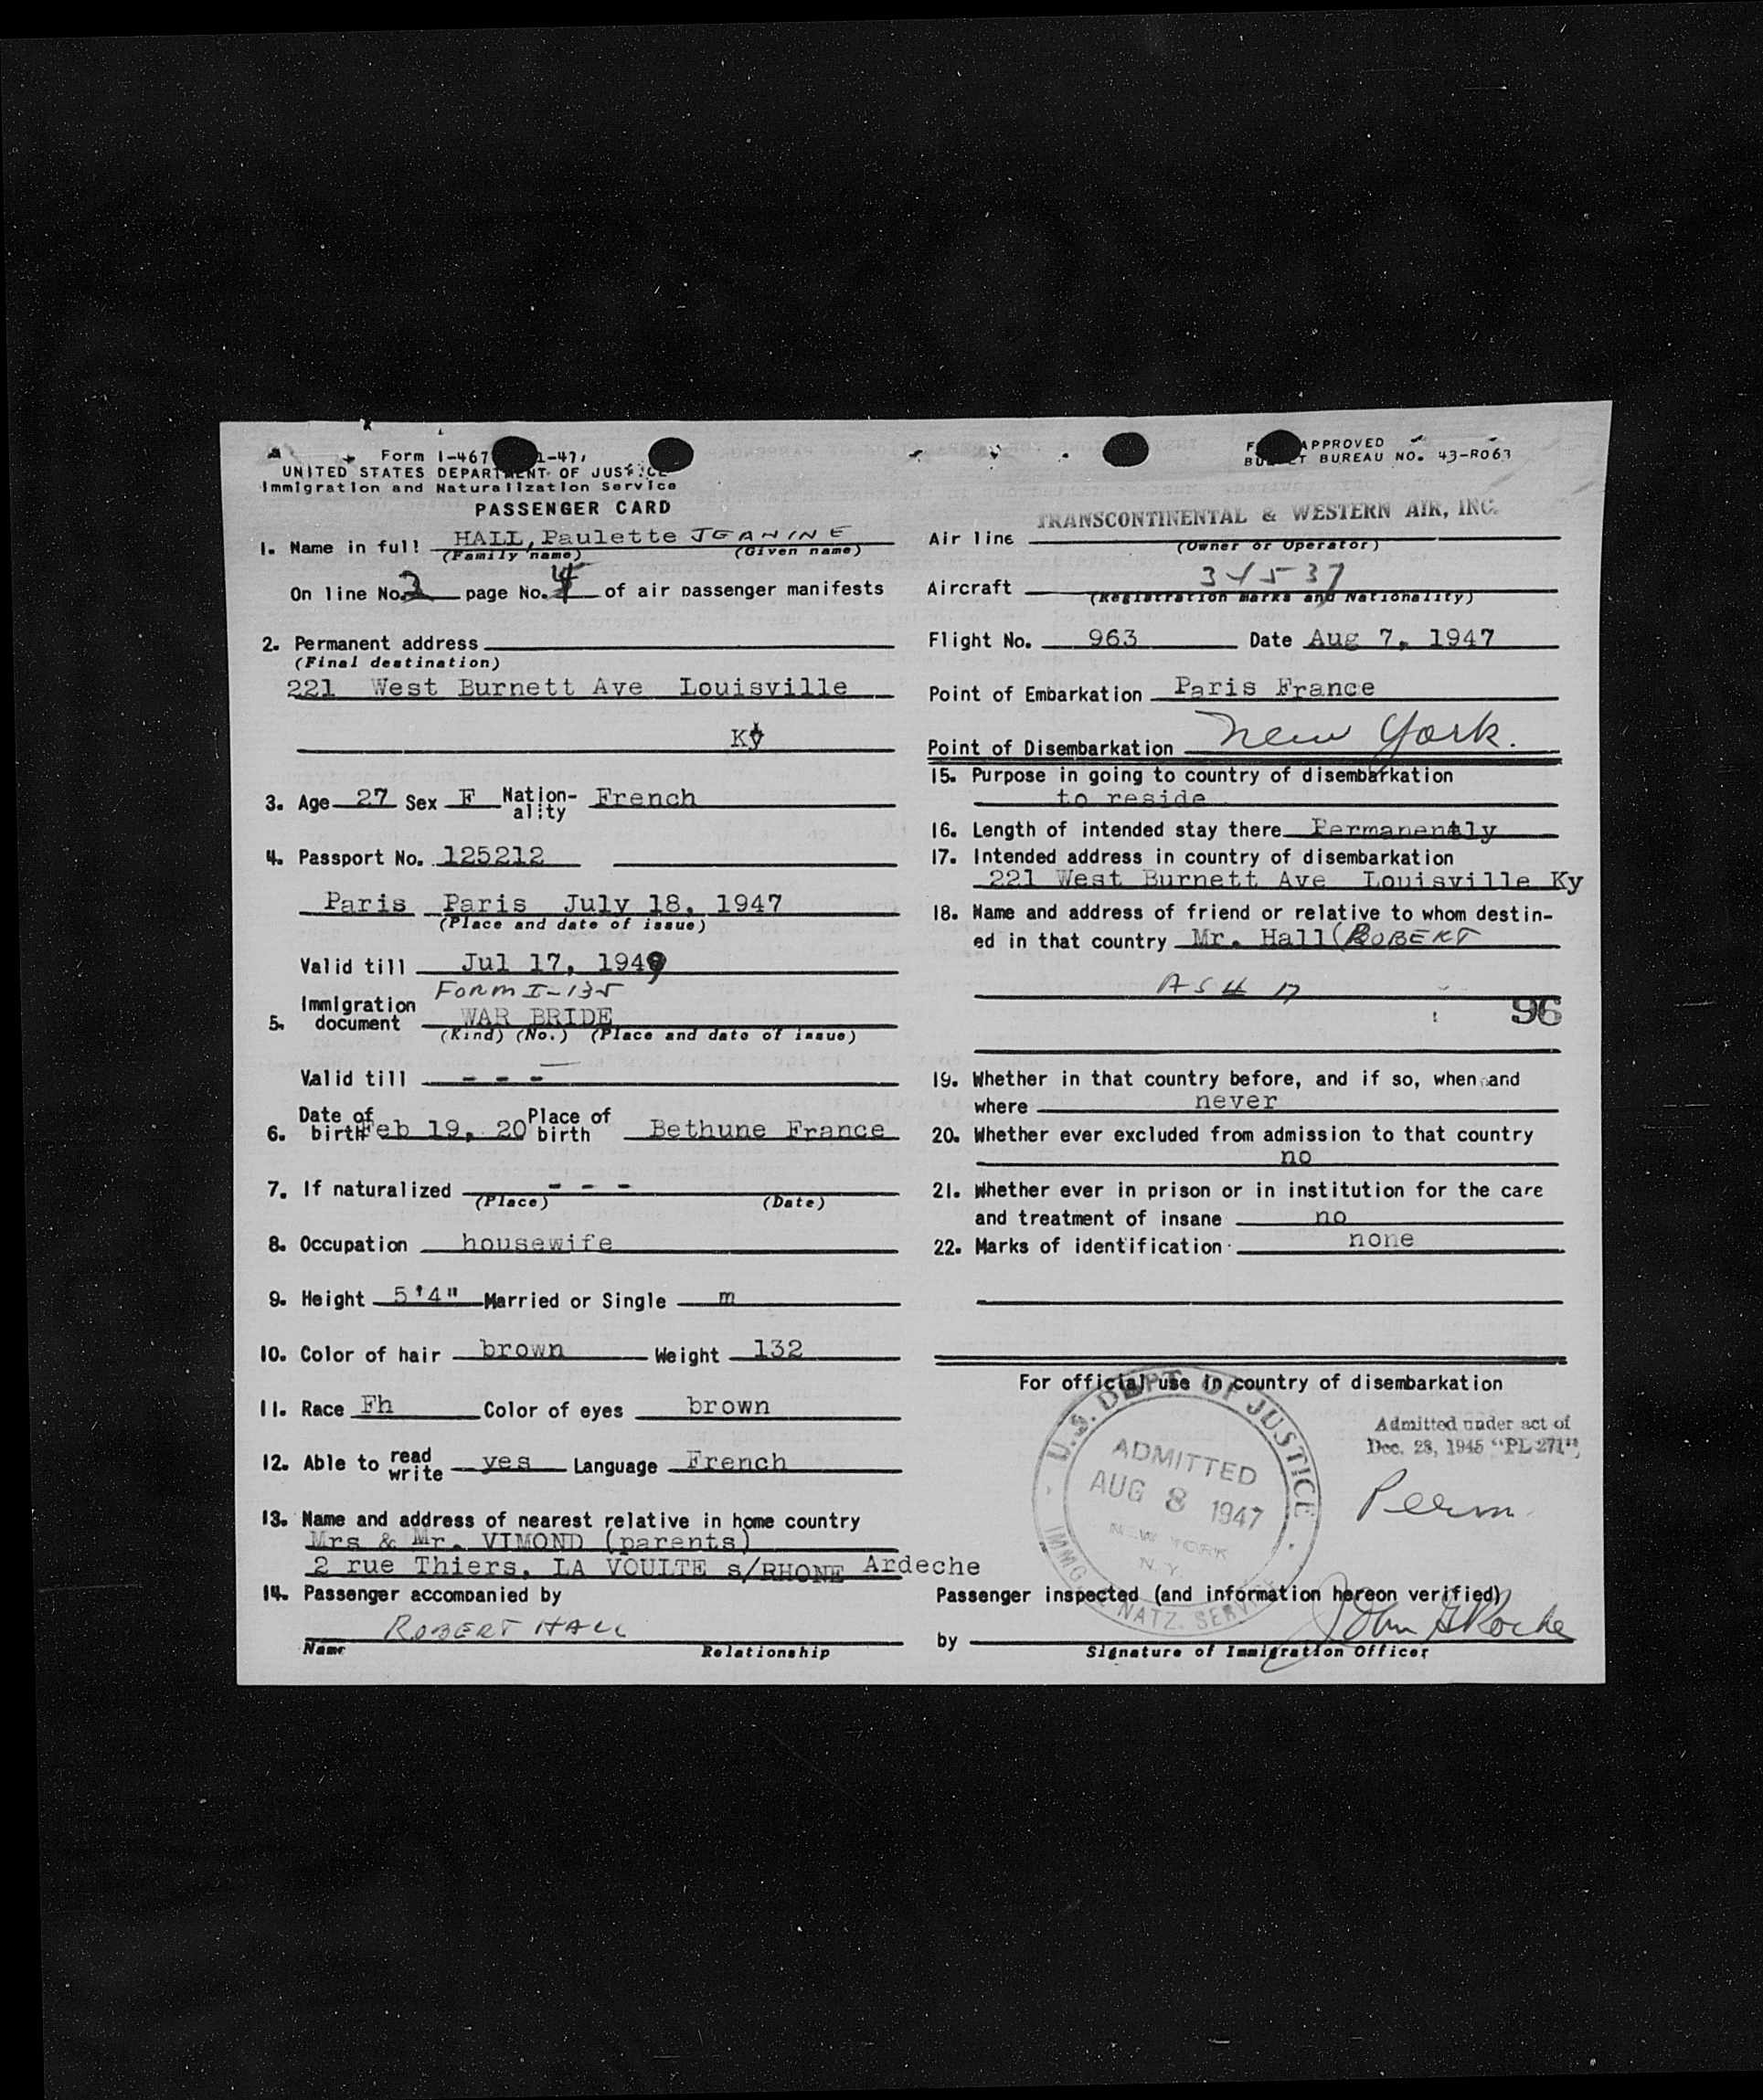 Form I-467 1-47,
UNITED STATES DEPARTMENT OF JUSTICE
Immigration and Naturalization Service
PASSENGER CARD
1. Name in full HALL, Paulette JEANINE
(Family name) (Given name)
On line No. 2 page No. 4 of air passenger manifests
2. Permanent address
(Final destination)
221 West Burnett Ave Louisville
Ky
3. Age 27 Sex F Nation-ality French
4. Passport No. 125212
Paris Paris July 18, 1947
(Place and date of issue)
Valid till Jul 17, 1949
FORM I-135
5. Immigration document WAR BRIDE
(Kind) (No.) (Place and date of issue)
Valid till - - -
6. Date of birth Feb 19, 20 Place of birth Bethune France
7. If naturalized - - -
(Place) (Date)
8. Occupation housewife
9. Height 5'4" Married or Single m
10. Color of hair brown Weight 132
11. Race Fh Color of eyes brown
12. Able to read write yes Language French
13. Name and address of nearest relative in home country
Mrs & Mr. VIMOND (parents)
2 rue Thiers, LA VOULTE s/RHONE Ardeche
14. Passenger accompanied by
ROBERT HALL
Name Relationship
APPROVED
BUREAU NO. 43-R063
TRANSCONTINENTAL & WESTERN AIR, INC.
Air line
(Owner or Operator)
Aircraft 34537
(Registration marks and Nationality)
Flight No. 963 Date Aug 7, 1947
Point of Embarkation Paris France
Point of Disembarkation New York.
15. Purpose in going to country of disembarkation
to reside
16. Length of intended stay there Permanently
17. Intended address in country of disembarkation
221 West Burnett Ave Louisville Ky
18. Name and address of friend or relative to whom destin-
ed in that country Mr. Hall (ROBERT
AS # 17
96
19. Whether in that country before, and if so, when and
where never
20. Whether ever excluded from admission to that country
no
21. Whether ever in prison or in institution for the care
and treatment of insane no
22. Marks of identification none
For official use in country of disembarkation
U.S. DEPT. OF JUSTICE
ADMITTED
AUG 8 1947
NEW YORK
N. Y.
IMMG NATZ. SERVICE
Admitted under act of
Dec. 28, 1945 "PL 271"
Perm
Passenger inspected (and information hereon verified)
by John G Roche
Signature of Immigration Officer